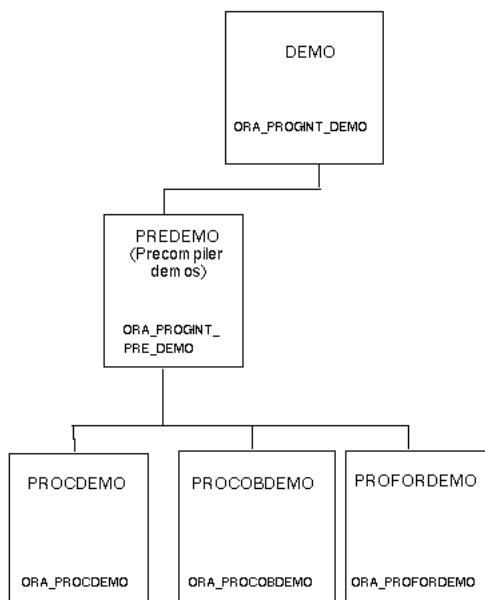 DEMO
ORA_PROGINT_DEMO
PREDEMO
(Precompiler
demos)
ORA_PROGINT_
PRE_DEMO
PROCDEMO
ORA_PROCDEMO
PROCOBDEMO
ORA_PROCOBDEMO
PROFORDEMO
ORA_PROFORDEMO